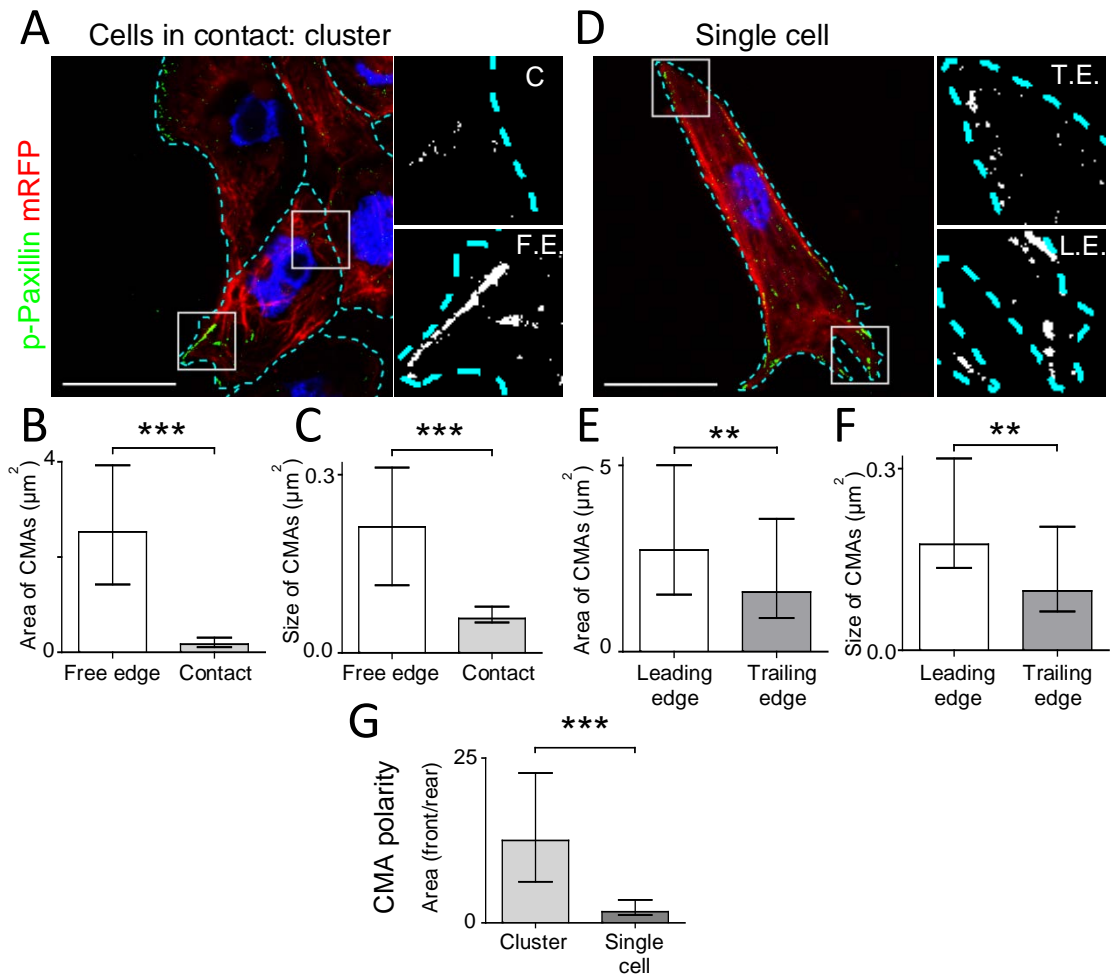 A Cells in contact: cluster
D Single cell
p-Paxillin mRFP
C
F.E.
T.E.
L.E.
B
***
Area of CMAs (µm²)
4
0
Free edge Contact
C
***
Size of CMAs (µm²)
0.3
0.0
Free edge Contact
E
**
Area of CMAs (µm²)
5
0
Leading edge
Trailing edge
F
**
Size of CMAs (µm²)
0.3
0.0
Leading edge
Trailing edge
G
***
CMA polarity
Area (front/rear)
25
0
Cluster
Single cell